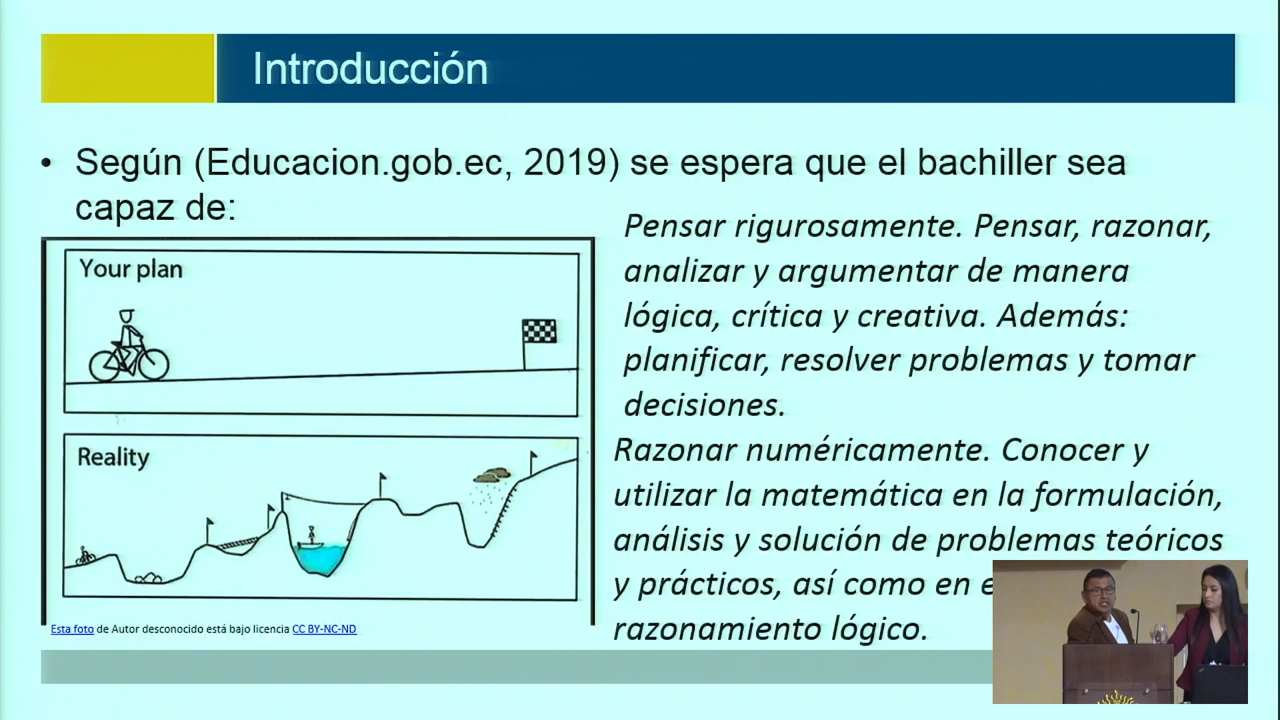 Introducción
• Según (Educacion.gob.ec, 2019) se espera que el bachiller sea
capaz de:
Your plan
Reality
Esta foto de Autor desconocido está bajo licencia CC BY-NC-ND
Pensar rigurosamente. Pensar, razonar,
analizar y argumentar de manera
lógica, crítica y creativa. Además:
planificar, resolver problemas y tomar
decisiones.
Razonar numéricamente. Conocer y
utilizar la matemática en la formulación,
análisis y solución de problemas teóricos
y prácticos, así como en
razonamiento lógico.